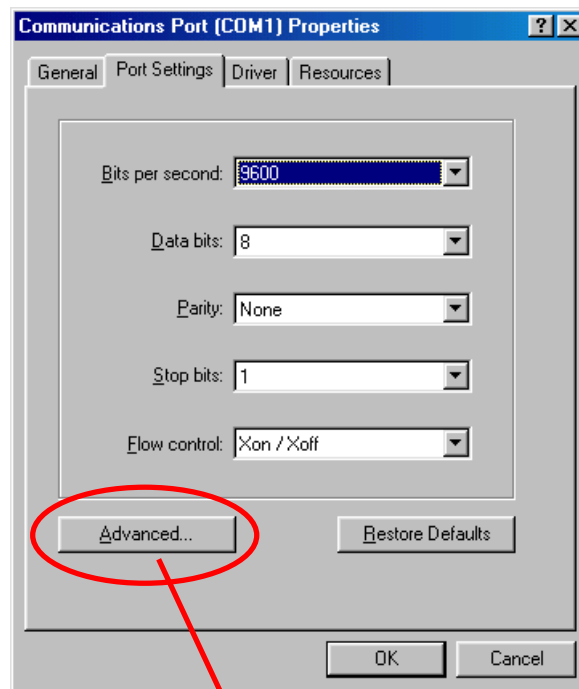 Communications Port (COM1) Properties
General Port Settings Driver Resources
Bits per second: 9600
Data bits: 8
Parity: None
Stop bits: 1
Flow control: Xon / Xoff
Advanced... Restore Defaults
OK Cancel